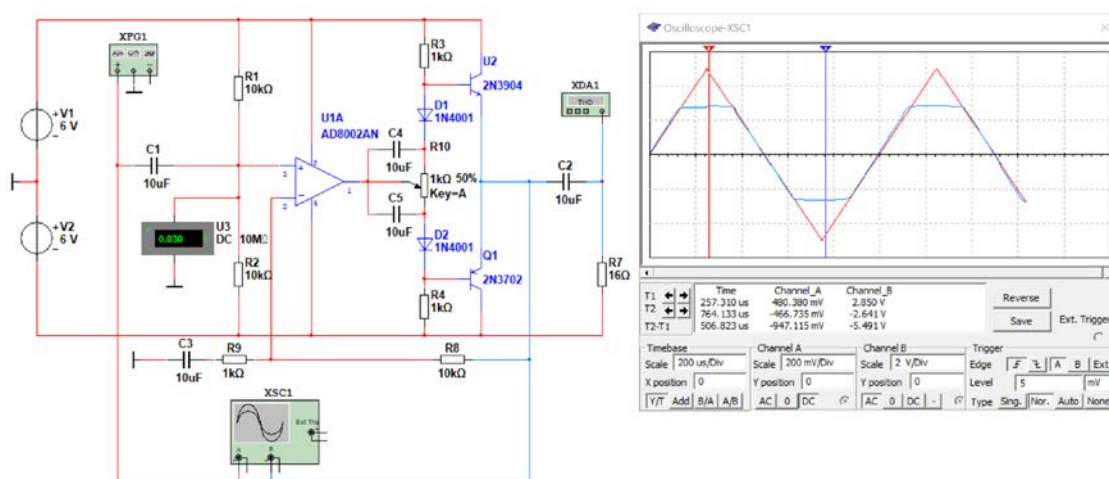 XFG1
R3
1kΩ
U2
2N3904
XDA1
THD
R1
10kΩ
D1
1N4001
+V1
6 V
U1A
AD8002AN
C4
10uF
R10
1kΩ 50%
Key=A
C1
10uF
C2
10uF
C5
10uF
+V2
6 V
U3
0.030
DC 10MΩ
D2
1N4001
Q1
2N3702
R7
16Ω
R2
10kΩ
R4
1kΩ
C3
10uF
R9
1kΩ
R8
10kΩ
XSC1
Ext Trig
A
B
Oscilloscope-XSC1
Time Channel_A Channel_B
T1 257.310 us 480.380 mV 2.850 V
T2 764.133 us -466.735 mV -2.641 V
T2-T1 506.823 us -947.115 mV -5.491 V
Reverse
Save
Ext. Trigger
Timebase
Scale 200 us/Div
X position 0
Y/T Add B/A A/B
Channel A
Scale 200 mV/Div
Y position 0
AC 0 DC
Channel B
Scale 2 V/Div
Y position 0
AC 0 DC -
Trigger
Edge A B Ext
Level 5 mV
Type Sing. Nor. Auto None